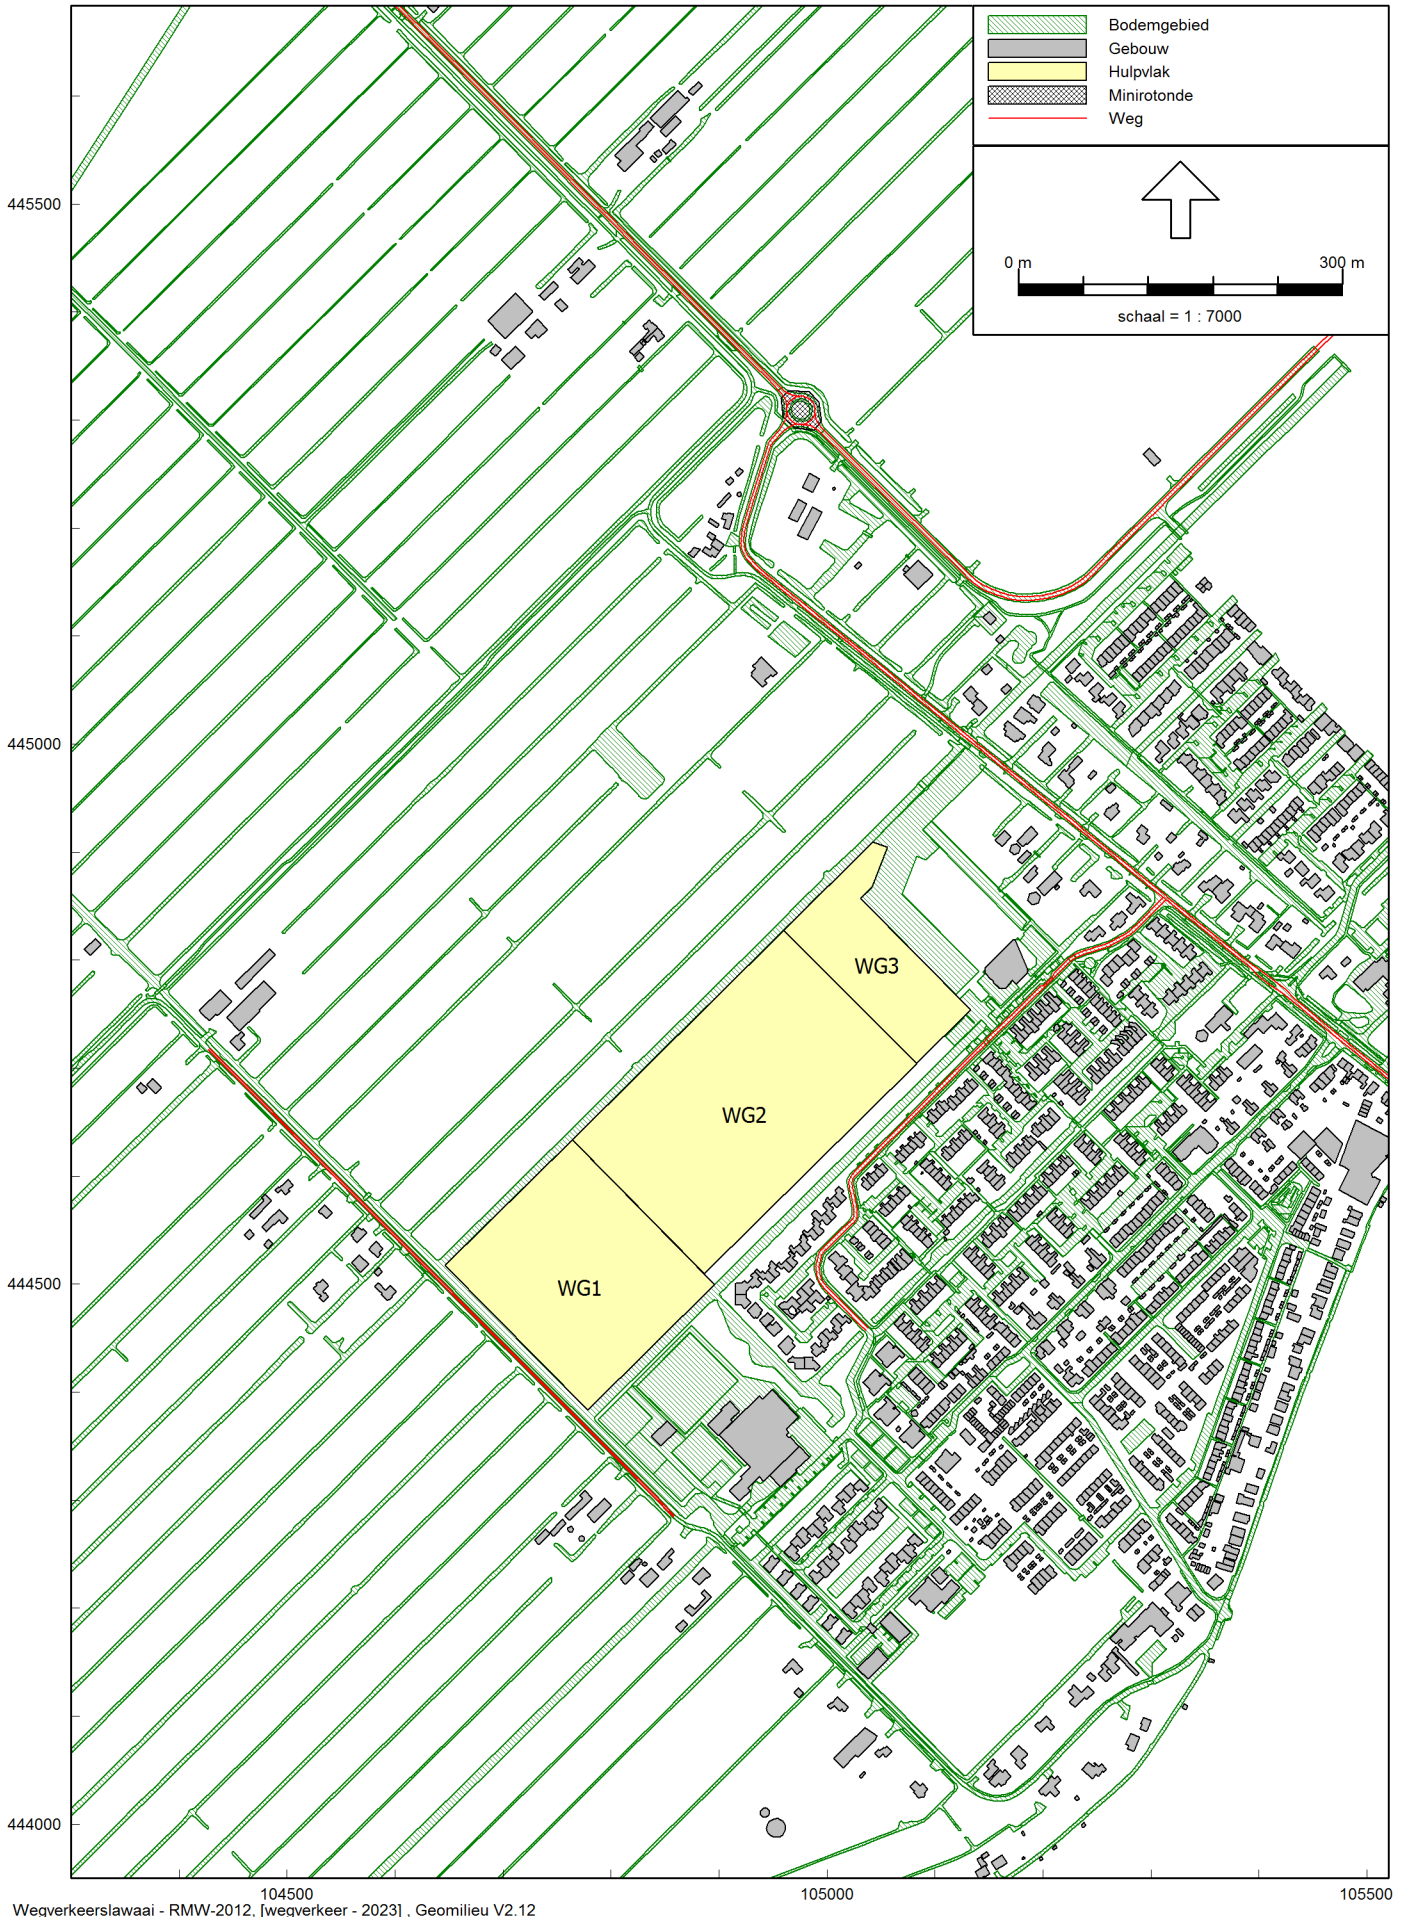 Bodemgebied
Gebouw
Hulpvlak
Minirotonde
Weg
0 m 300 m
schaal = 1 : 7000
445500
445000
444500
444000
WG3
WG2
WG1
104500 105000 105500
Wegverkeerslawaai - RMW-2012, [wegverkeer - 2023] , Geomilieu V2.12